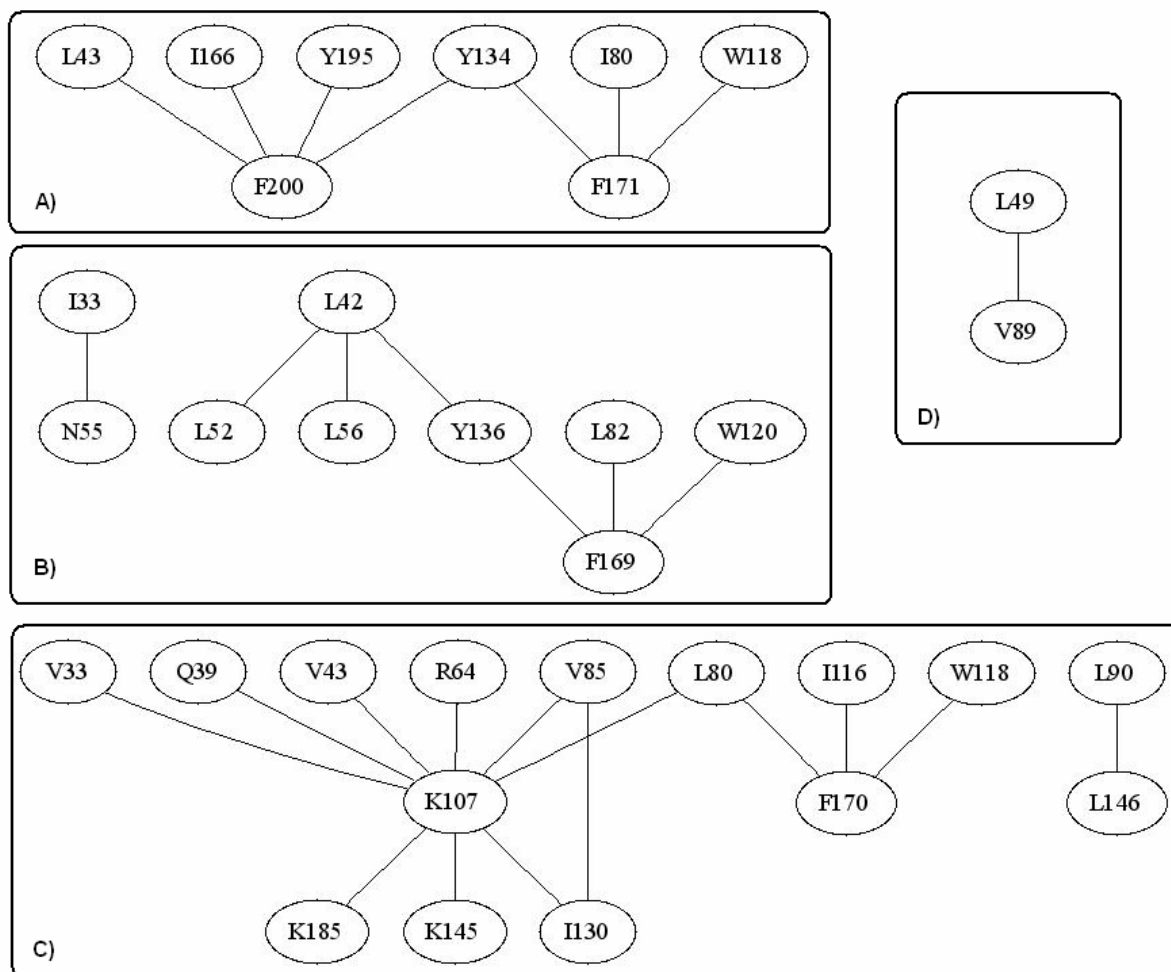 L43 I166 Y195 Y134 I80 W118
F200 F171
A)
L49
V89
D)
I33 L42
N55 L52 L56 Y136 L82 W120
F169
B)
V33 Q39 V43 R64 V85 L80 I116 W118 L90
K107 F170 L146
K185 K145 I130
C)